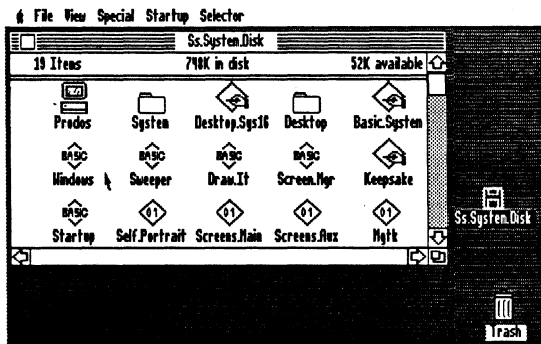 File View Special Startup Selector
Ss.System.Disk
19 Items 748K in disk 52K available
Prodos System Desktop.Sys16 Desktop Basic.System
BASIC BASIC BASIC BASIC
Windows Sweeper Draw.It Screen.Mgr Keepsake
BASIC 01 01 01 01
Startup Self.Portrait Screens.Main Screens.Aux Mgtk
Ss.System.Disk
Trash